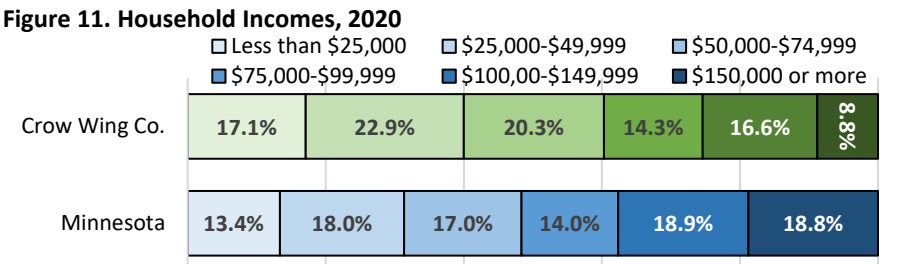 Figure 11. Household Incomes, 2020
Less than $25,000 $25,000-$49,999 $50,000-$74,999
$75,000-$99,999 $100,00-$149,999 $150,000 or more
Crow Wing Co. 17.1% 22.9% 20.3% 14.3% 16.6% 8.8%
Minnesota 13.4% 18.0% 17.0% 14.0% 18.9% 18.8%